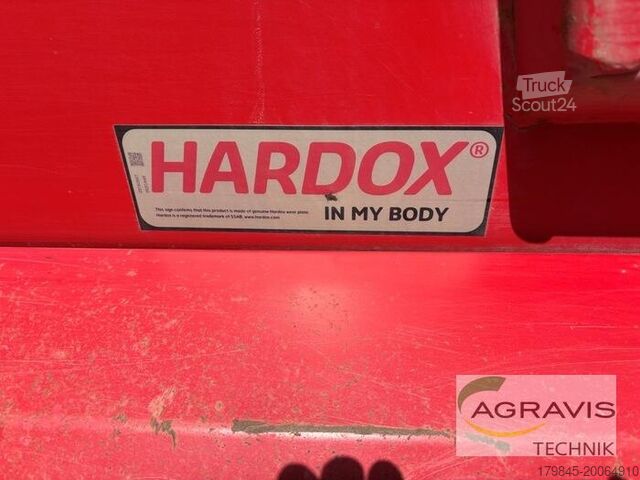 Truck
Scout24
HARDOX®
This sign confirms that this product is made of genuine Hardox wear plate.
Hardox is a registered trademark of SSAB. www.hardox.com
IN MY BODY
AGRAVIS
TECHNIK
179845-20064910